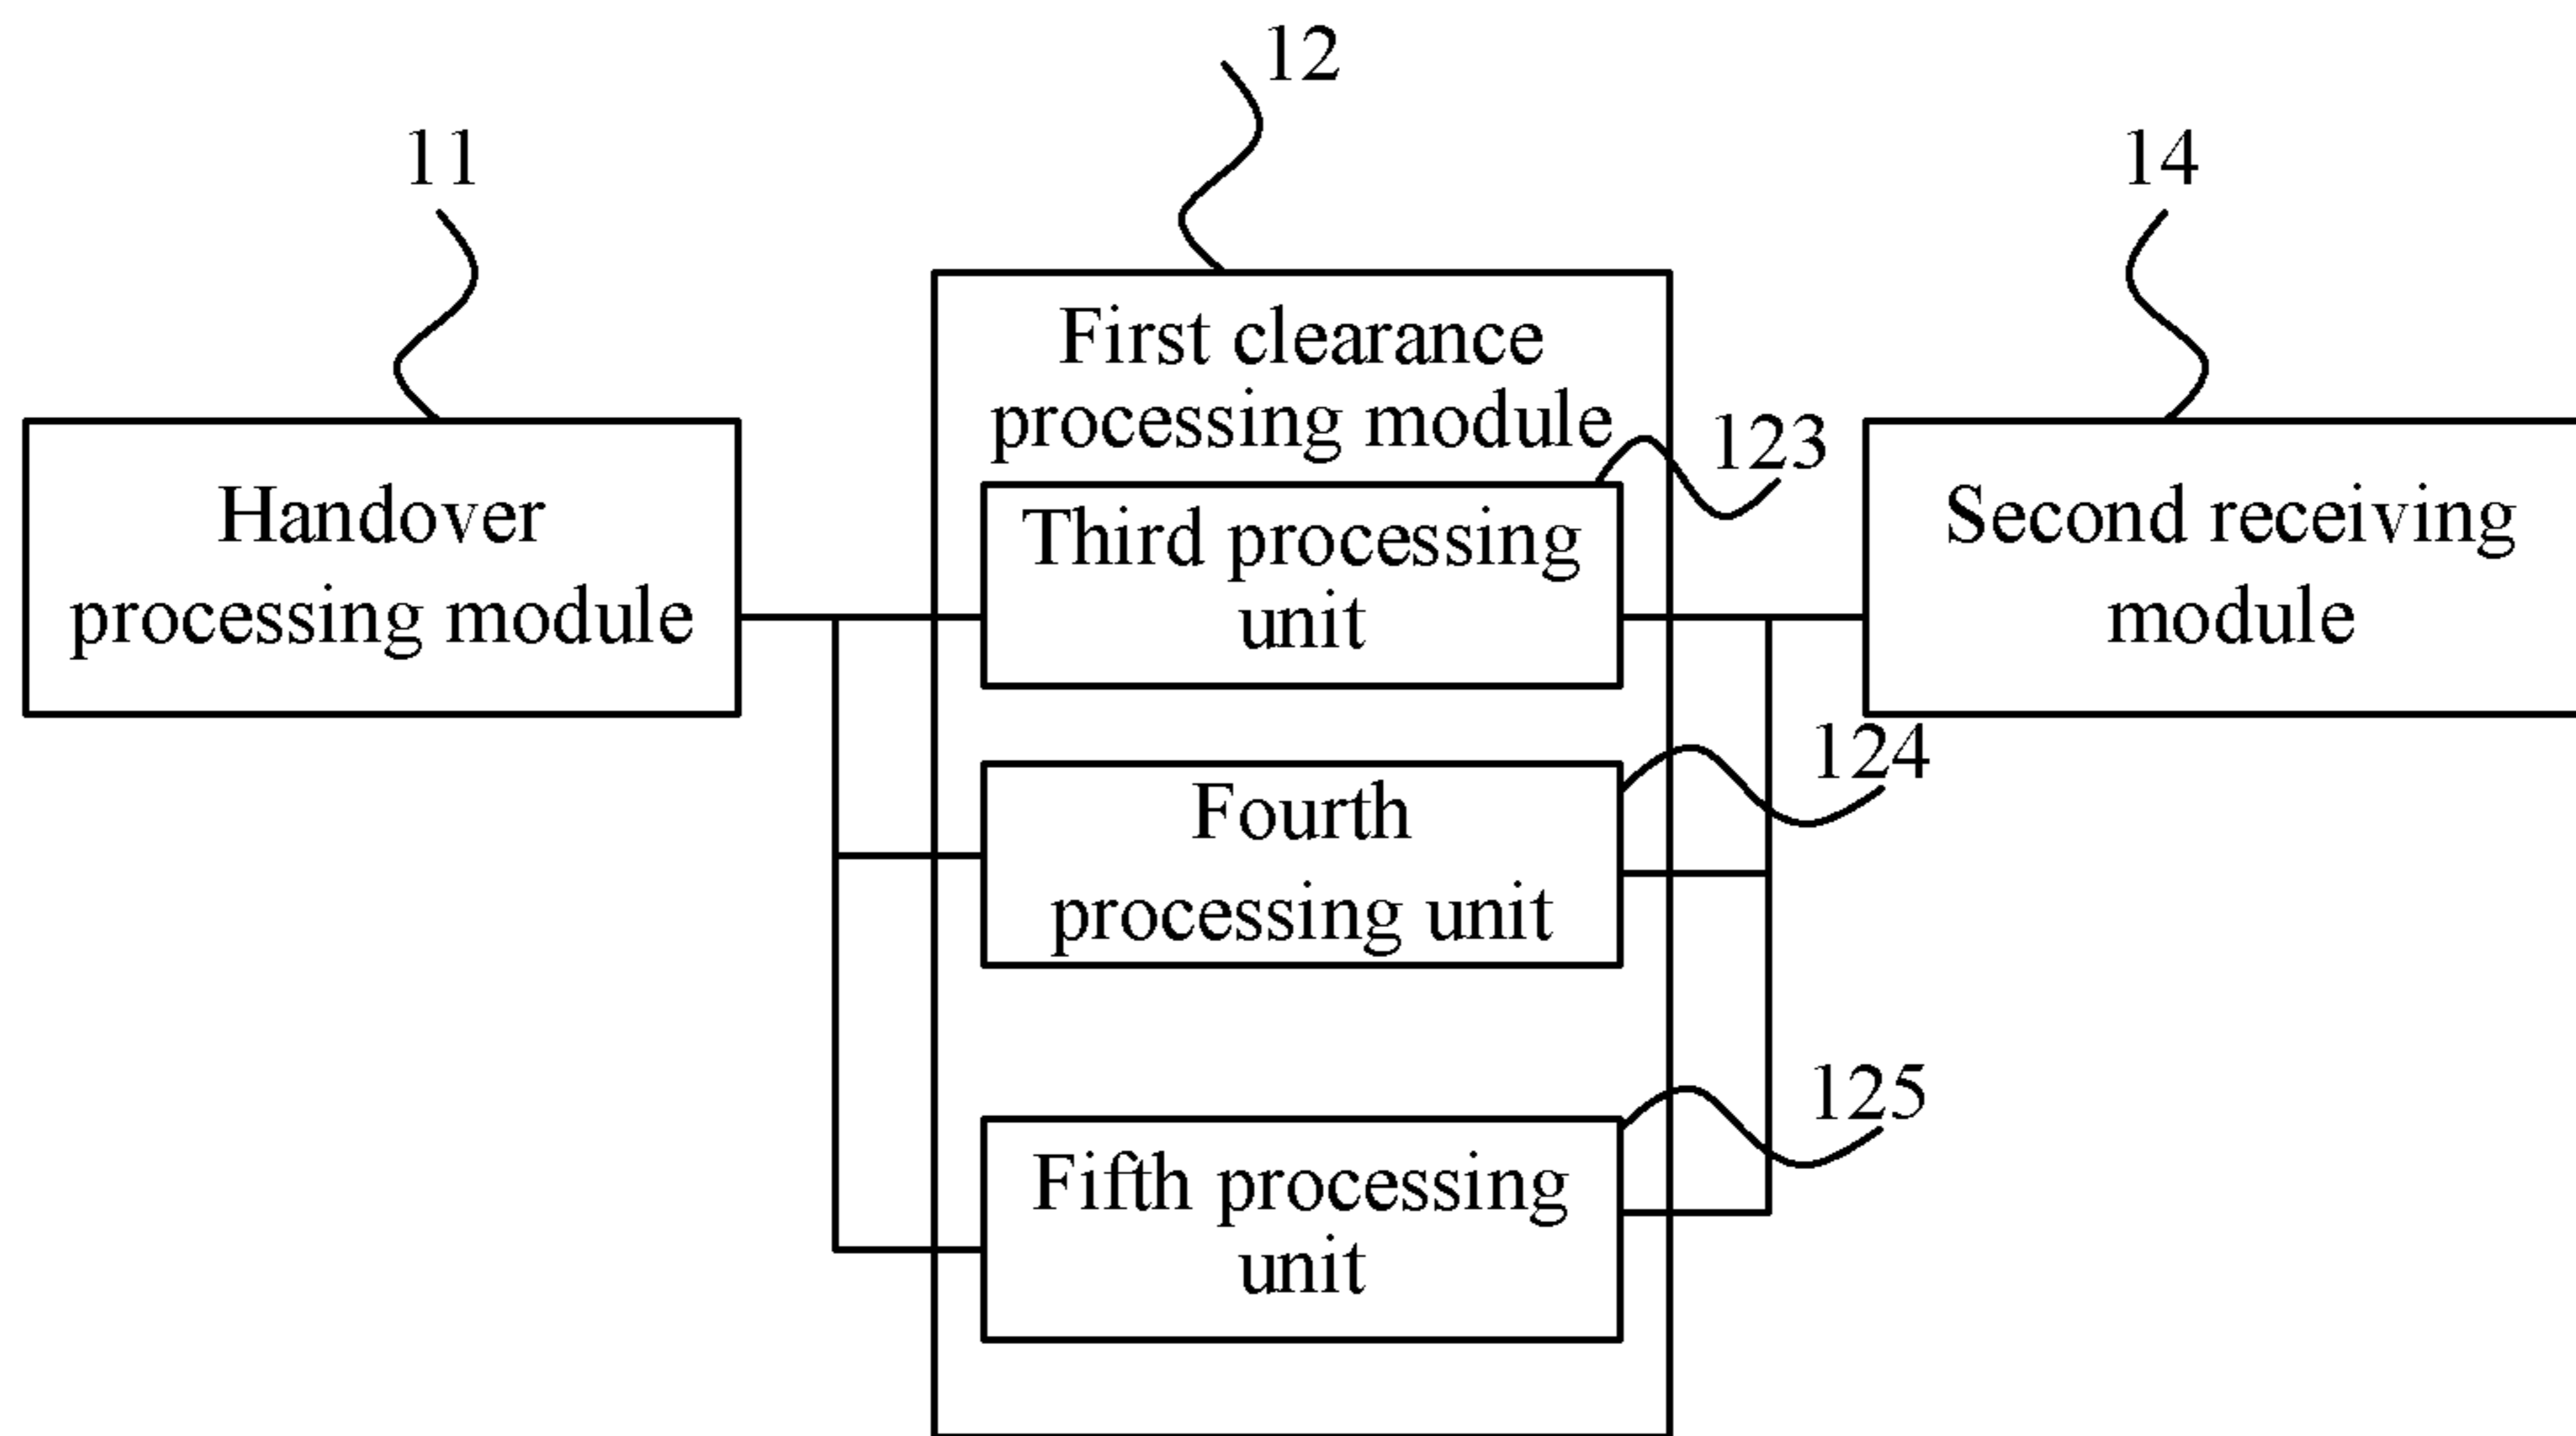 12
11
14
First clearance
processing module
123
Handover
processing module
Third processing
unit
Second receiving
module
124
Fourth
processing unit
125
Fifth processing
unit